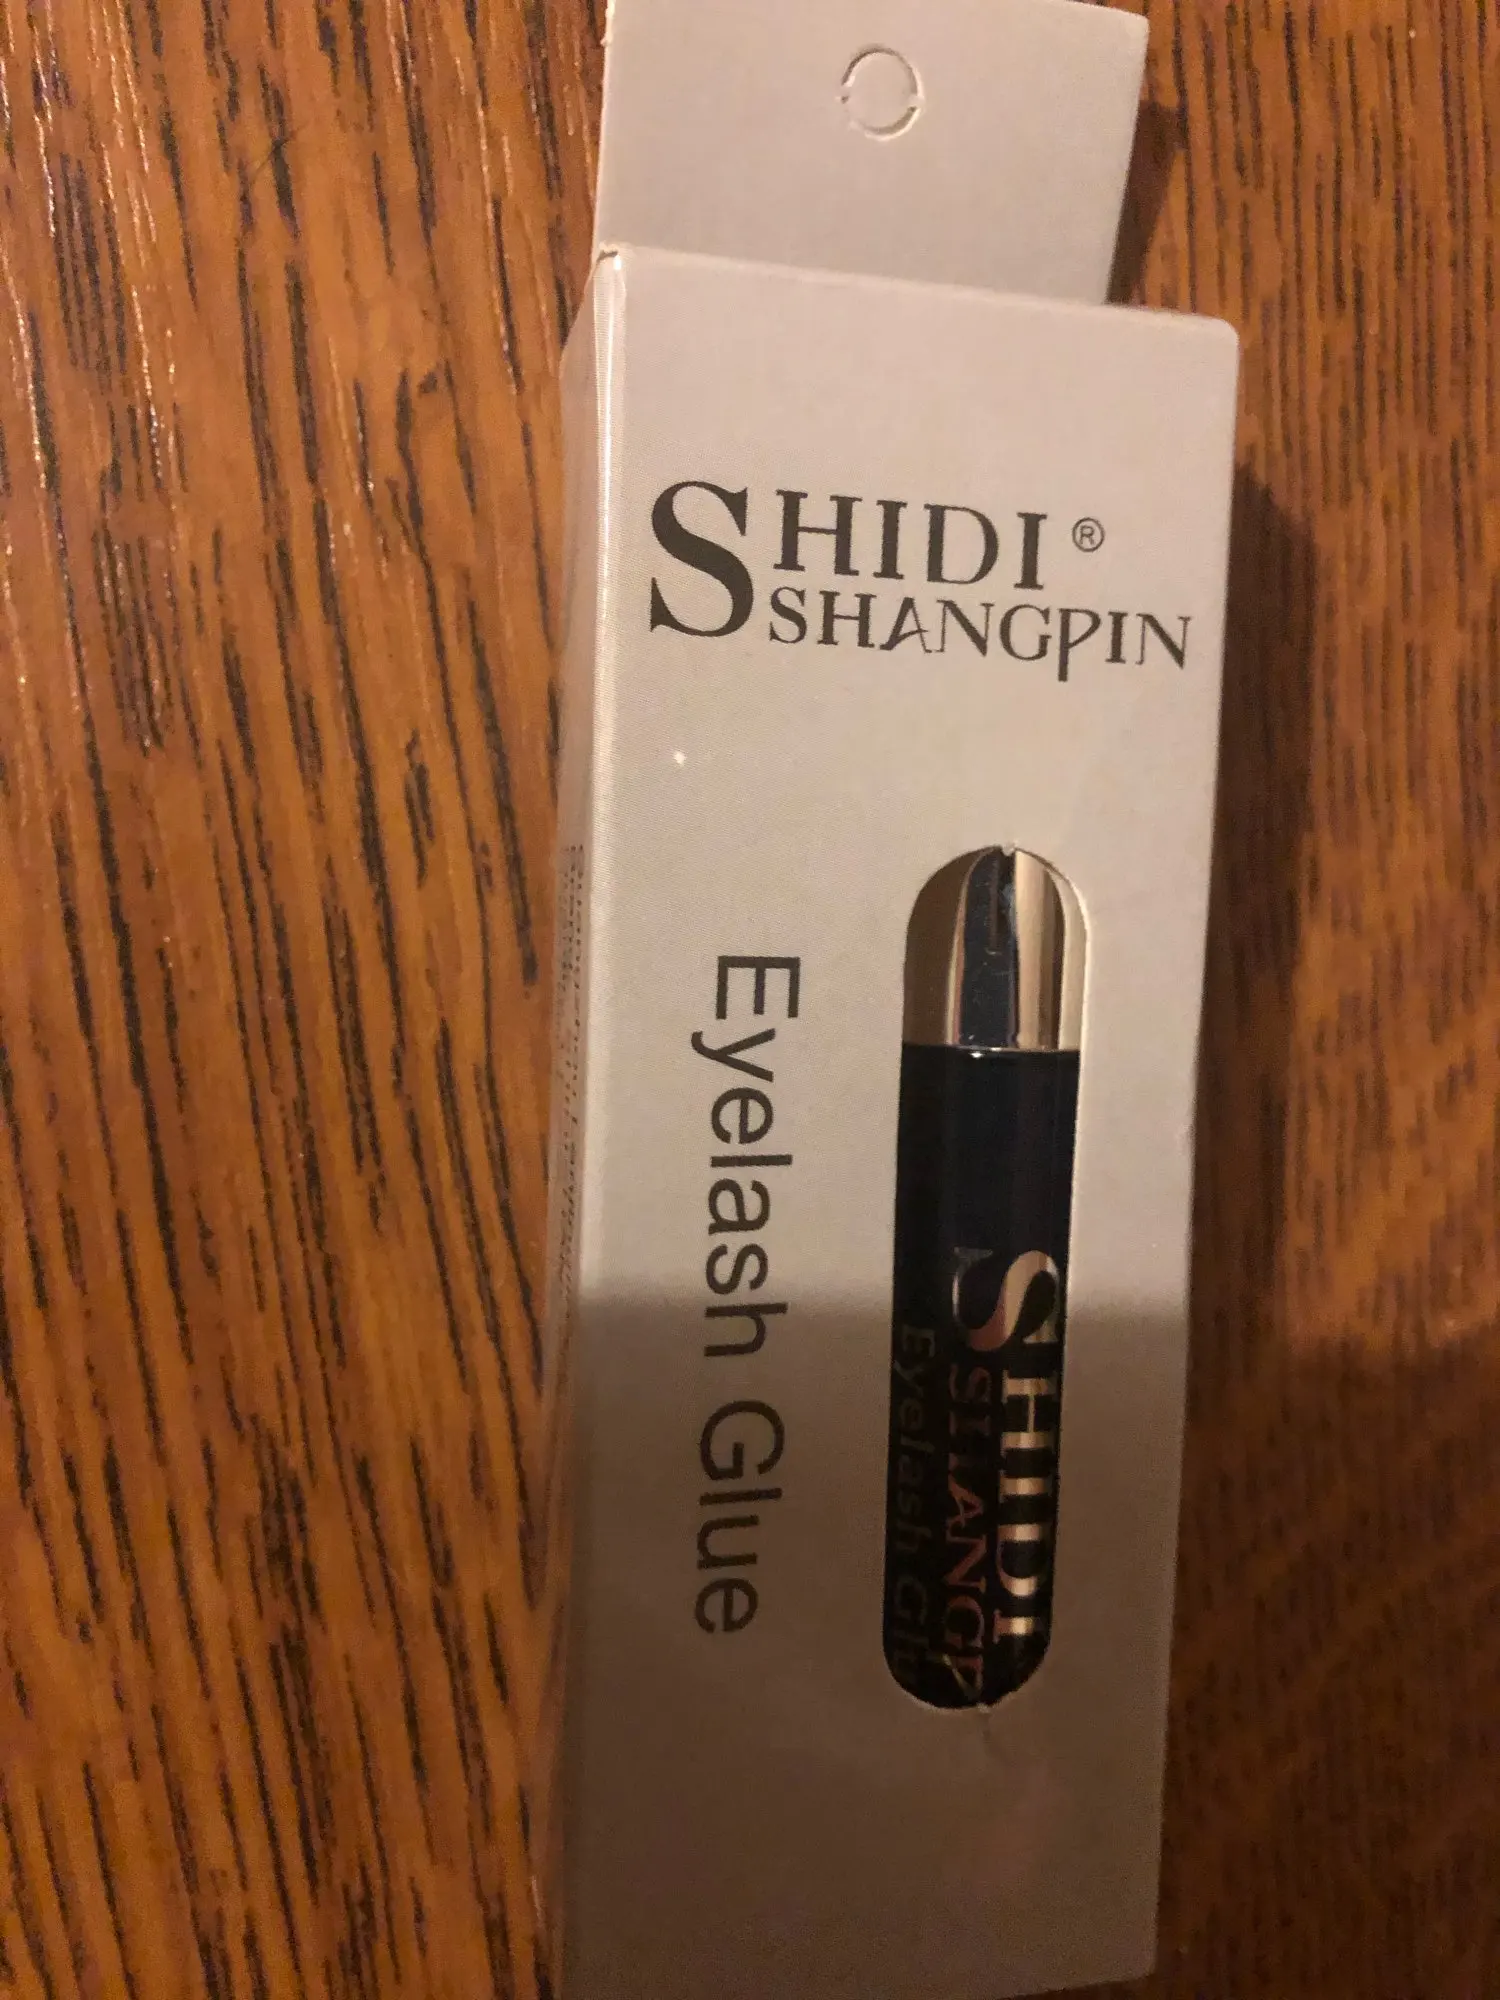 SHIDI®
SHANGPIN
Eyelash Glue
SHIDI
SHANGP
Eyelash Glu